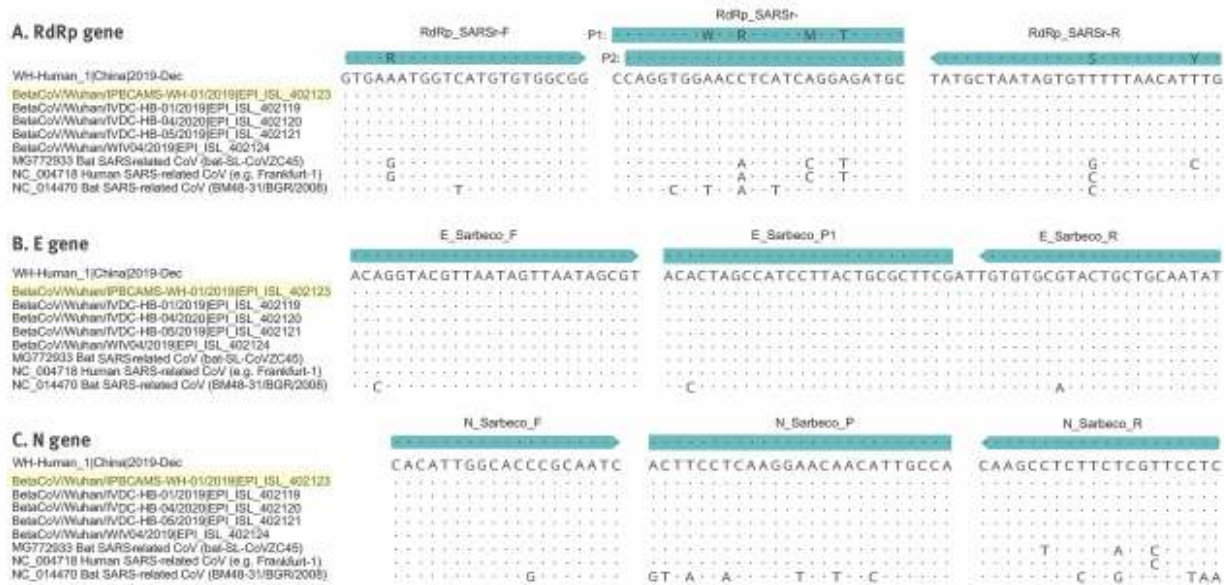 A. RdRp gene
RdRp_SARSr-F
RdRp_SARSr-
RdRp_SARSr-R
P1: W R M T
P2:
R
S Y
WH-Human_1|China|2019-Dec GTGAAATGGTCATGTGTGGCGG CCAGGTGGAACCTCATCAGGAGATGC TATGCTAATAGTGTTTTTAACATTTG
BetaCoV/Wuhan/IPBCAMS-WH-01/2019|EPI_ISL_402123
BetaCoV/Wuhan/IVDC-HB-01/2019|EPI_ISL_402119
BetaCoV/Wuhan/IVDC-HB-04/2020|EPI_ISL_402120
BetaCoV/Wuhan/IVDC-HB-05/2019|EPI_ISL_402121
BetaCoV/Wuhan/WIV04/2019|EPI_ISL_402124
MG772933 Bat SARS-related CoV (bat-SL-CoVZC45) G A C T G C
NC_004718 Human SARS-related CoV (e.g. Frankfurt-1) G A C T C
NC_014470 Bat SARS-related CoV (BM48-31/BGR/2008) T C T A T C
B. E gene
E_Sarbeco_F
E_Sarbeco_P1
E_Sarbeco_R
WH-Human_1|China|2019-Dec ACAGGTACGTTAATAGTTAATAGCGT ACACTAGCCATCCTTACTGCGCTTCGATTGTGTGCGTACTGCTGCAATAT
BetaCoV/Wuhan/IPBCAMS-WH-01/2019|EPI_ISL_402123
BetaCoV/Wuhan/IVDC-HB-01/2019|EPI_ISL_402119
BetaCoV/Wuhan/IVDC-HB-04/2020|EPI_ISL_402120
BetaCoV/Wuhan/IVDC-HB-05/2019|EPI_ISL_402121
BetaCoV/Wuhan/WIV04/2019|EPI_ISL_402124
MG772933 Bat SARS-related CoV (bat-SL-CoVZC45)
NC_004718 Human SARS-related CoV (e.g. Frankfurt-1)
NC_014470 Bat SARS-related CoV (BM48-31/BGR/2008) C C A
C. N gene
N_Sarbeco_F
N_Sarbeco_P
N_Sarbeco_R
WH-Human_1|China|2019-Dec CACATTGGCACCCGCAATC ACTTCCTCAAGGAACAACATTGCCA CAAGCCTCTTCTCGTTCCTC
BetaCoV/Wuhan/IPBCAMS-WH-01/2019|EPI_ISL_402123
BetaCoV/Wuhan/IVDC-HB-01/2019|EPI_ISL_402119
BetaCoV/Wuhan/IVDC-HB-04/2020|EPI_ISL_402120
BetaCoV/Wuhan/IVDC-HB-05/2019|EPI_ISL_402121
BetaCoV/Wuhan/WIV04/2019|EPI_ISL_402124
MG772933 Bat SARS-related CoV (bat-SL-CoVZC45) T A C
NC_004718 Human SARS-related CoV (e.g. Frankfurt-1) C
NC_014470 Bat SARS-related CoV (BM48-31/BGR/2008) G GT A A T T C C G TAA